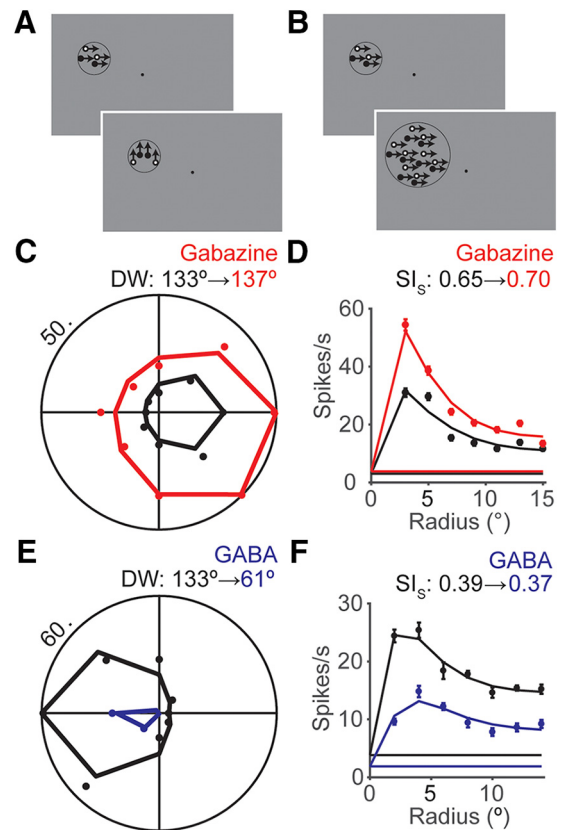 A
B
C
Gabazine
DW: 133º→137º
50.
D
Gabazine
SIS: 0.65→0.70
Spikes/s
60
40
20
0
0
5
10
15
Radius (°)
E
GABA
DW: 133º→61º
60.
F
GABA
SIS: 0.39→0.37
Spikes/s
30
20
10
0
0
5
10
Radius (º)